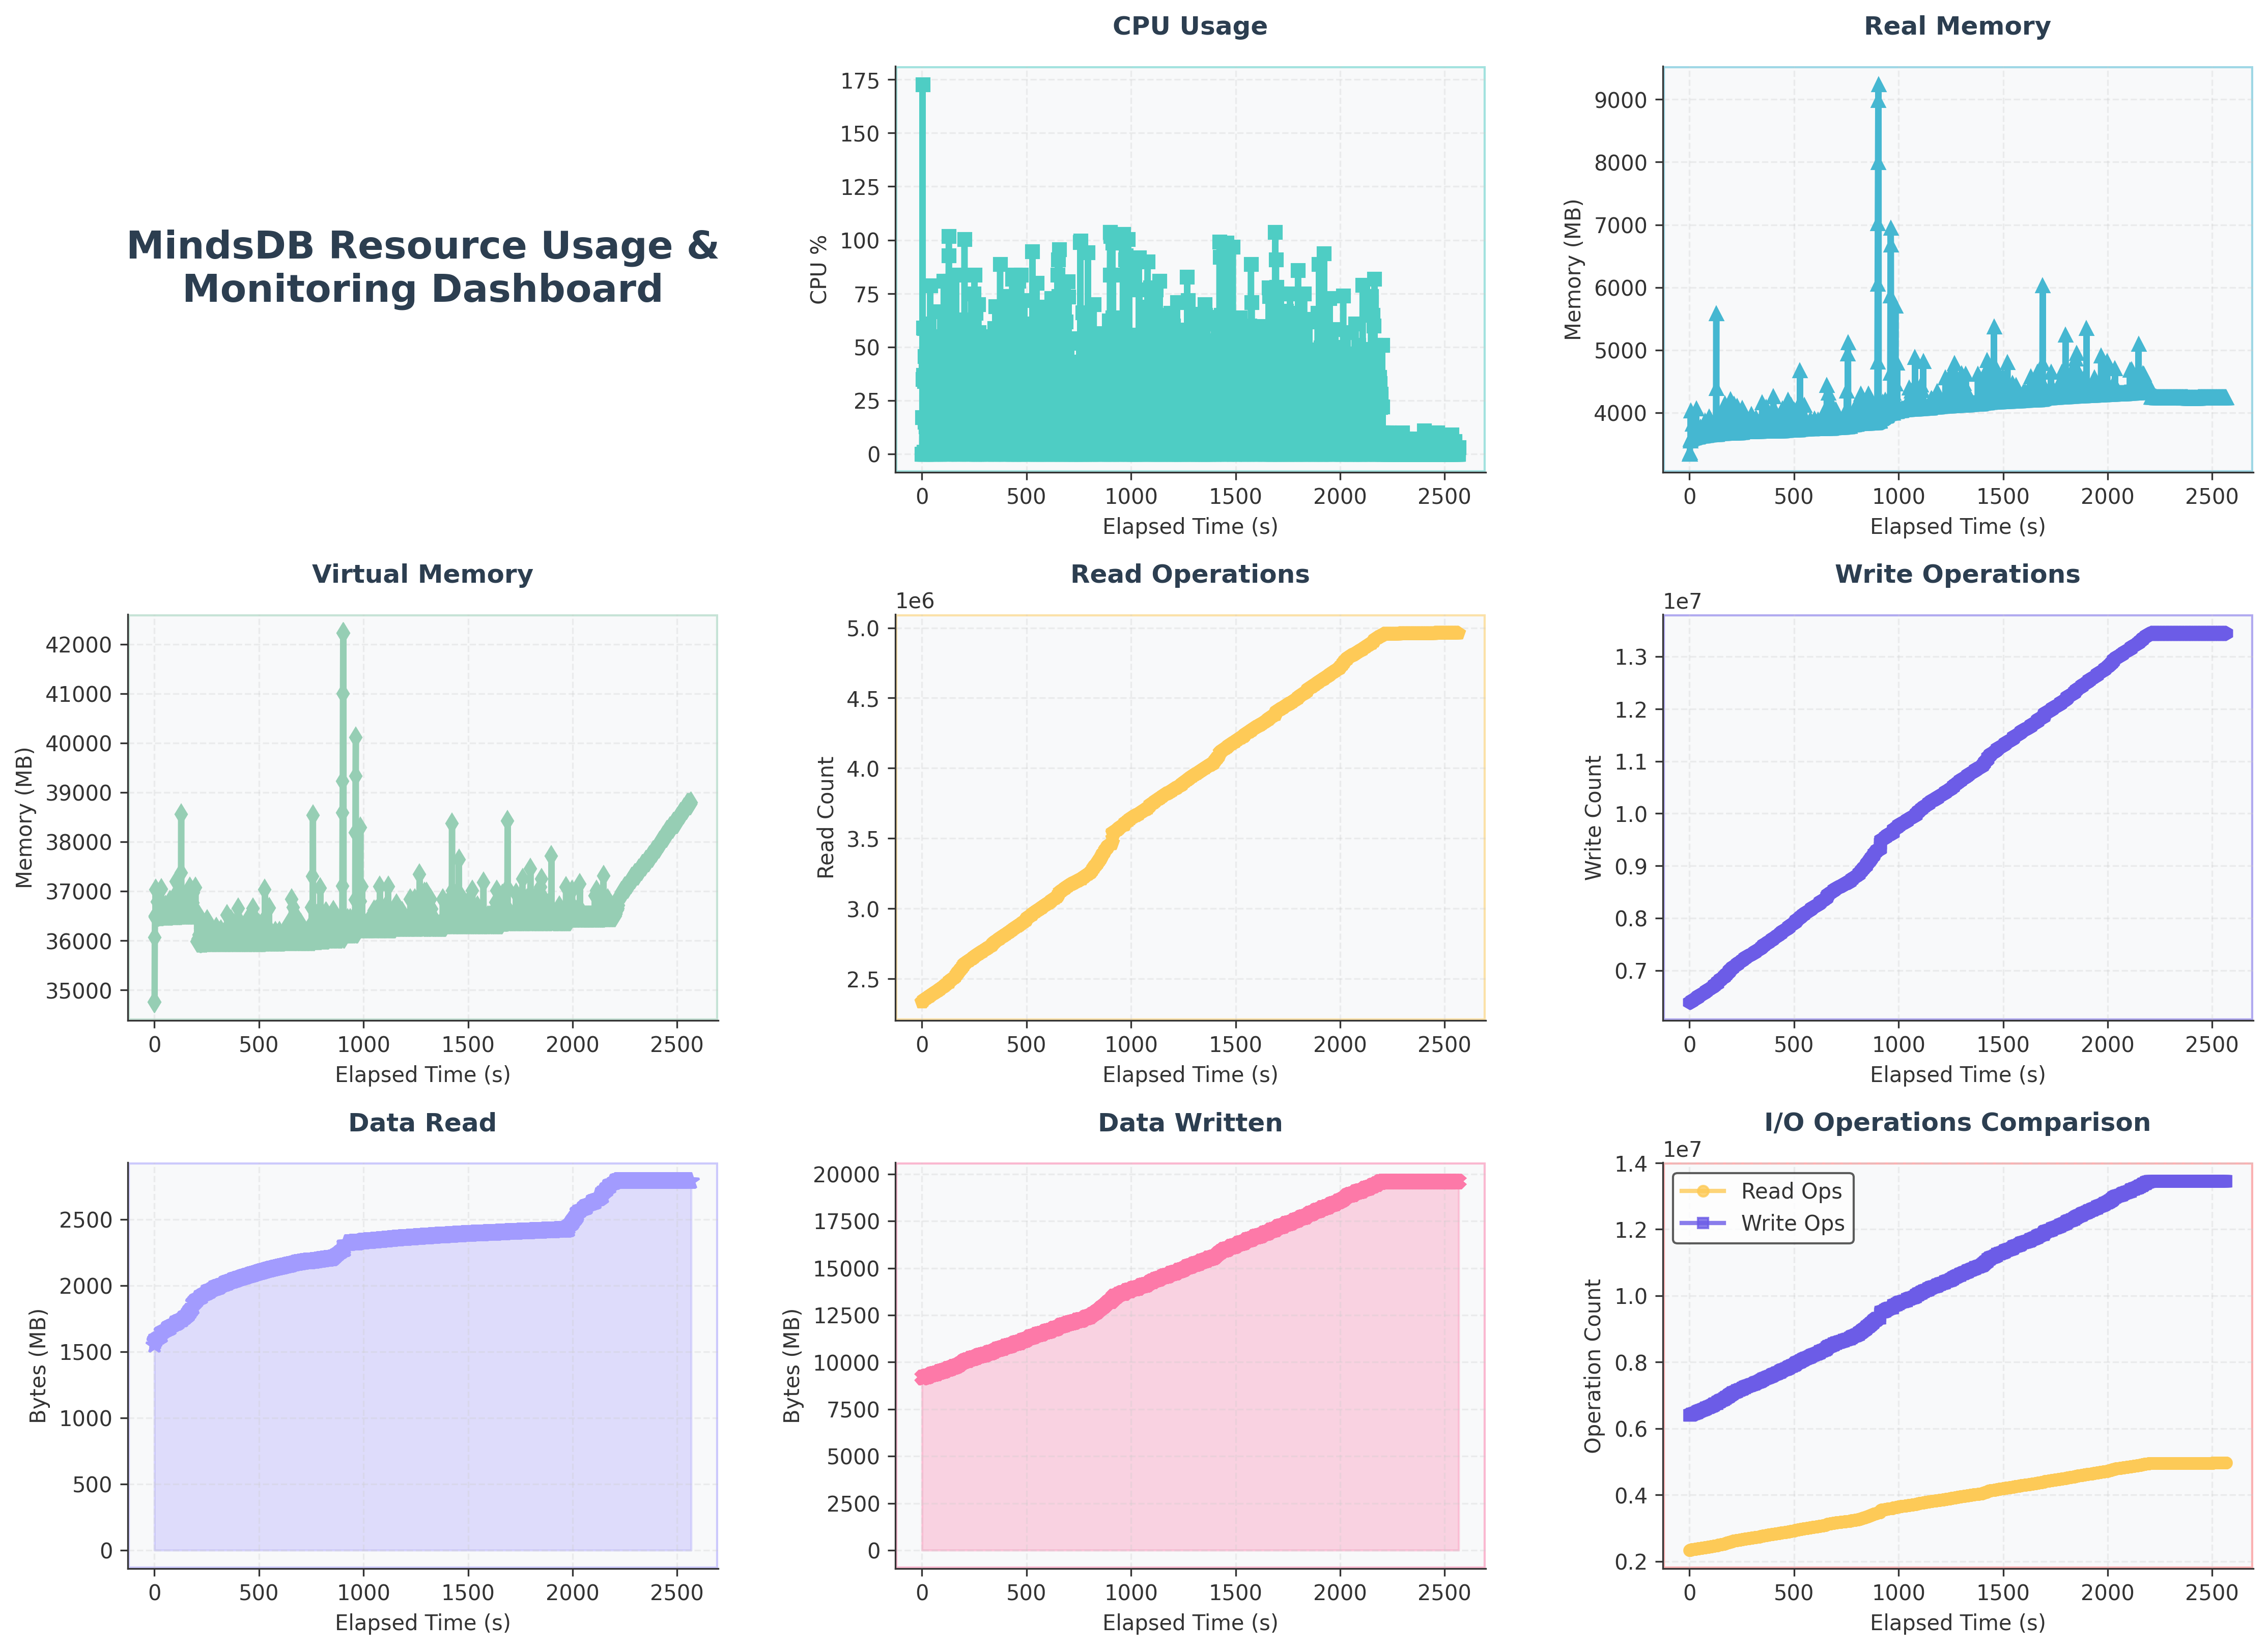 MindsDB Resource Usage &
Monitoring Dashboard
CPU Usage
175
150
125
100
75
50
25
0
CPU %
0 500 1000 1500 2000 2500
Elapsed Time (s)
Real Memory
9000
8000
7000
6000
5000
4000
Memory (MB)
0 500 1000 1500 2000 2500
Elapsed Time (s)
Virtual Memory
42000
41000
40000
39000
38000
37000
36000
35000
Memory (MB)
0 500 1000 1500 2000 2500
Elapsed Time (s)
Read Operations
1e6
5.0
4.5
4.0
3.5
3.0
2.5
Read Count
0 500 1000 1500 2000 2500
Elapsed Time (s)
Write Operations
1e7
1.3
1.2
1.1
1.0
0.9
0.8
0.7
Write Count
0 500 1000 1500 2000 2500
Elapsed Time (s)
Data Read
2500
2000
1500
1000
500
0
Bytes (MB)
0 500 1000 1500 2000 2500
Elapsed Time (s)
Data Written
20000
17500
15000
12500
10000
7500
5000
2500
0
Bytes (MB)
0 500 1000 1500 2000 2500
Elapsed Time (s)
I/O Operations Comparison
1e7
1.4
1.2
1.0
0.8
0.6
0.4
0.2
Operation Count
Read Ops
Write Ops
0 500 1000 1500 2000 2500
Elapsed Time (s)